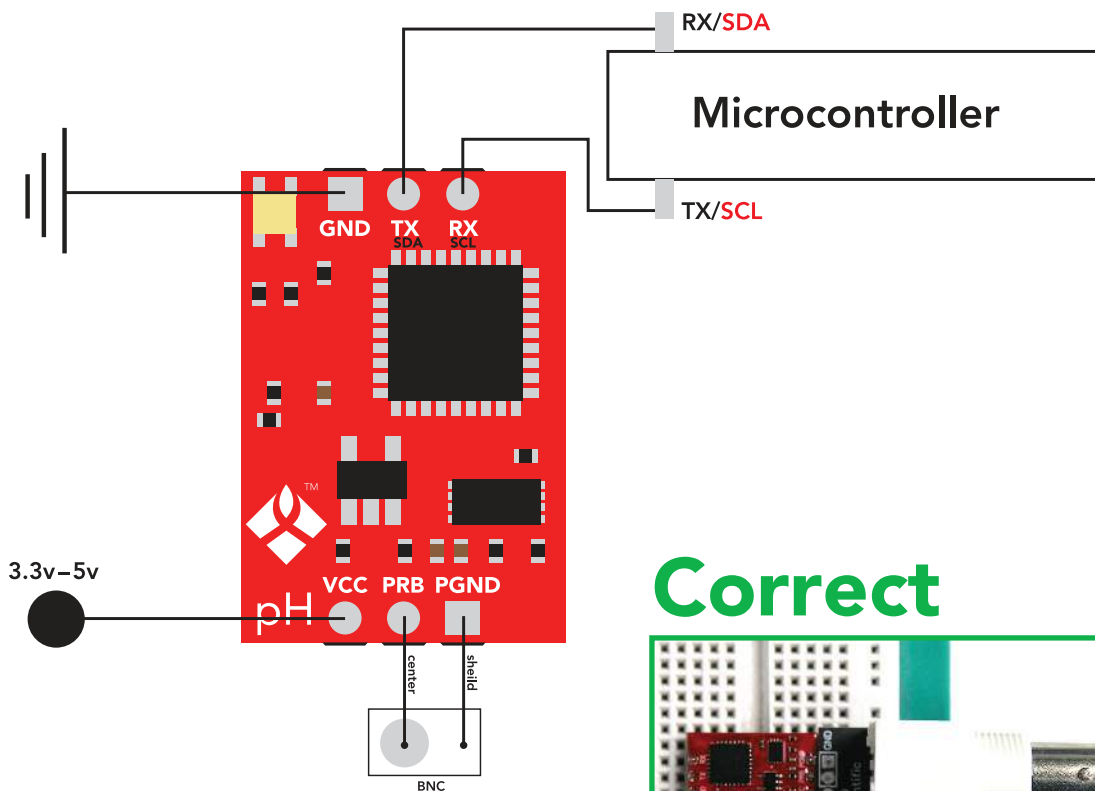 RX/SDA
Microcontroller
TX/SCL
GND TX RX
SDA SCL
TM
3.3v–5v
VCC PRB PGND
pH
center
sheild
BNC
Correct
GND